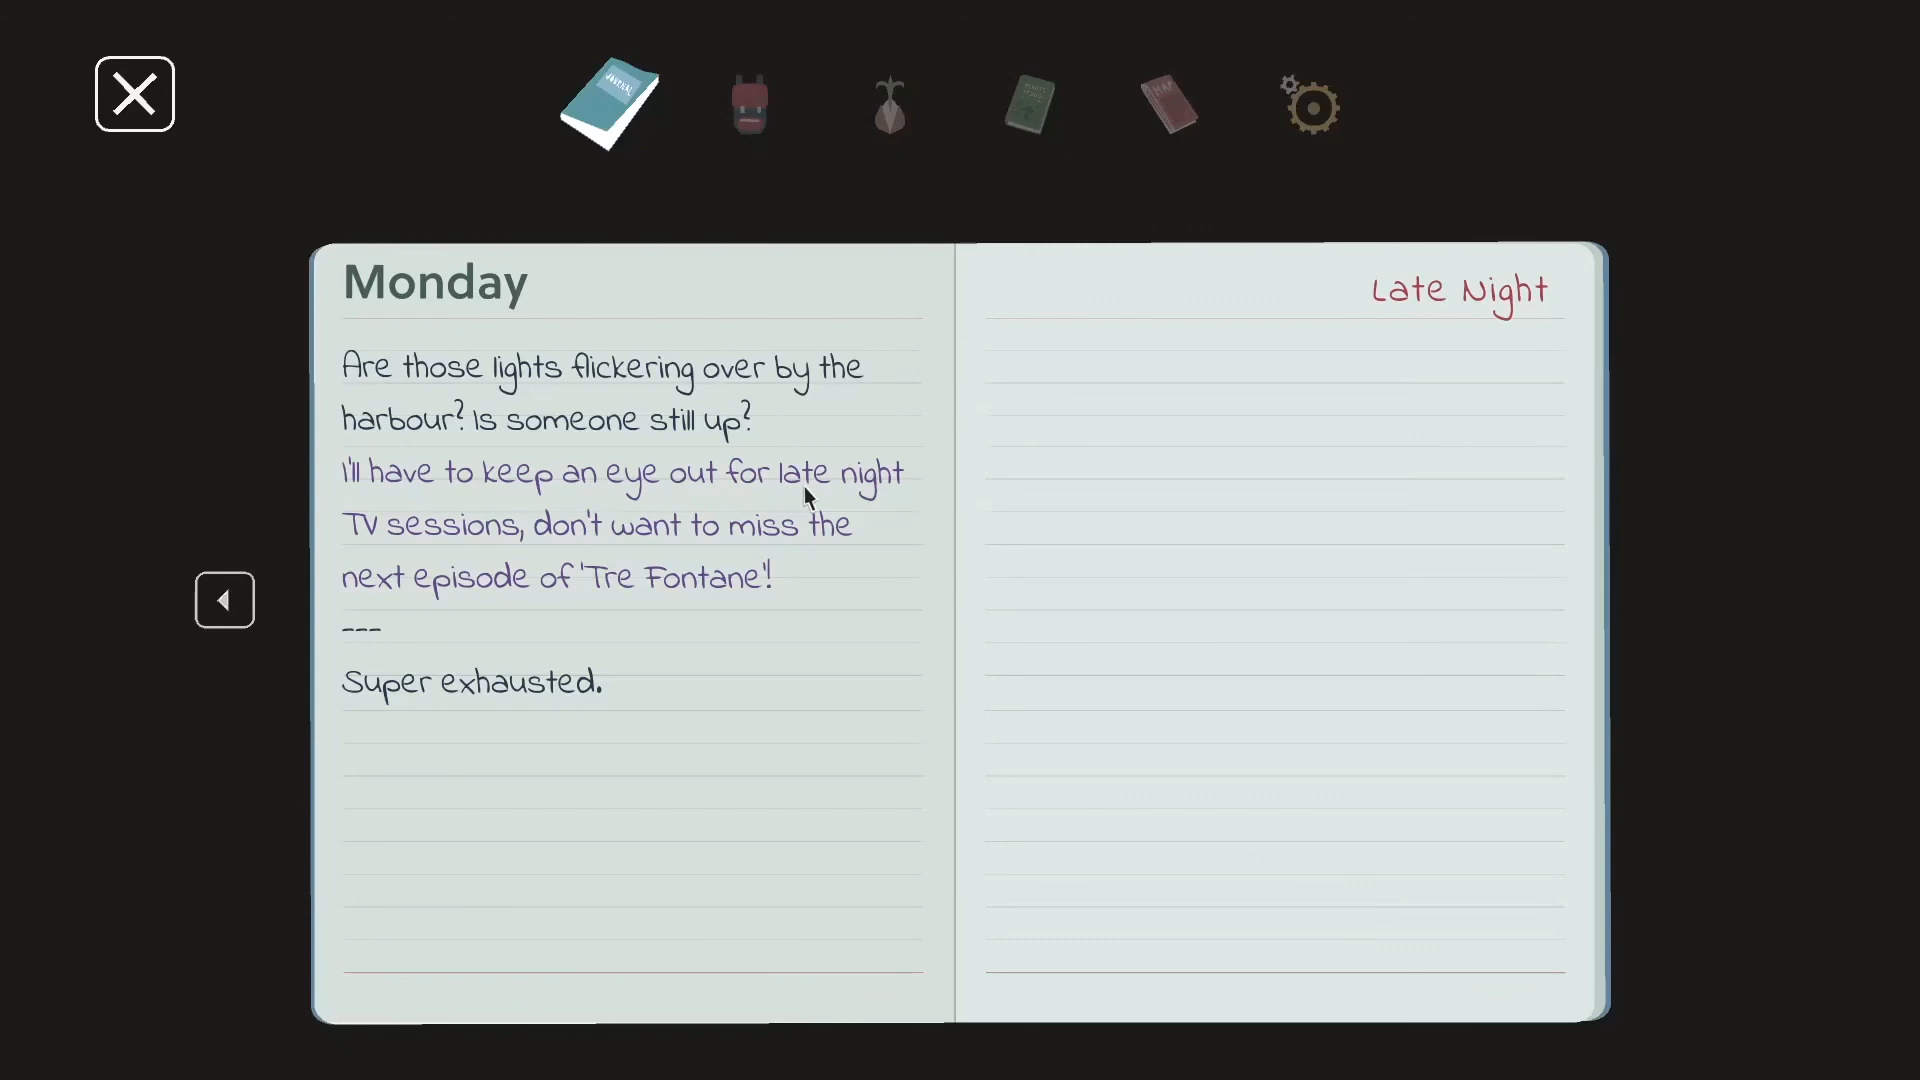 JOURNAL
MAP
Monday
Late Night
Are those lights flickering over by the
harbour? Is someone still up?
I'll have to keep an eye out for late night
TV sessions, don't want to miss the
next episode of 'Tre Fontane'!
---
Super exhausted.